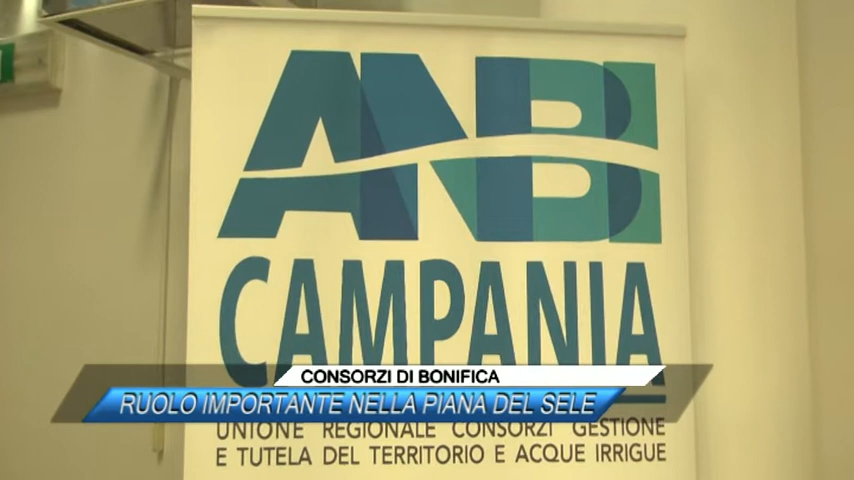 ANBI
CAMPANIA
CONSORZI DI BONIFICA
RUOLO IMPORTANTE NELLA PIANA DEL SELE
UNIONE REGIONALE CONSORZI GESTIONE
E TUTELA DEL TERRITORIO E ACQUE IRRIGUE